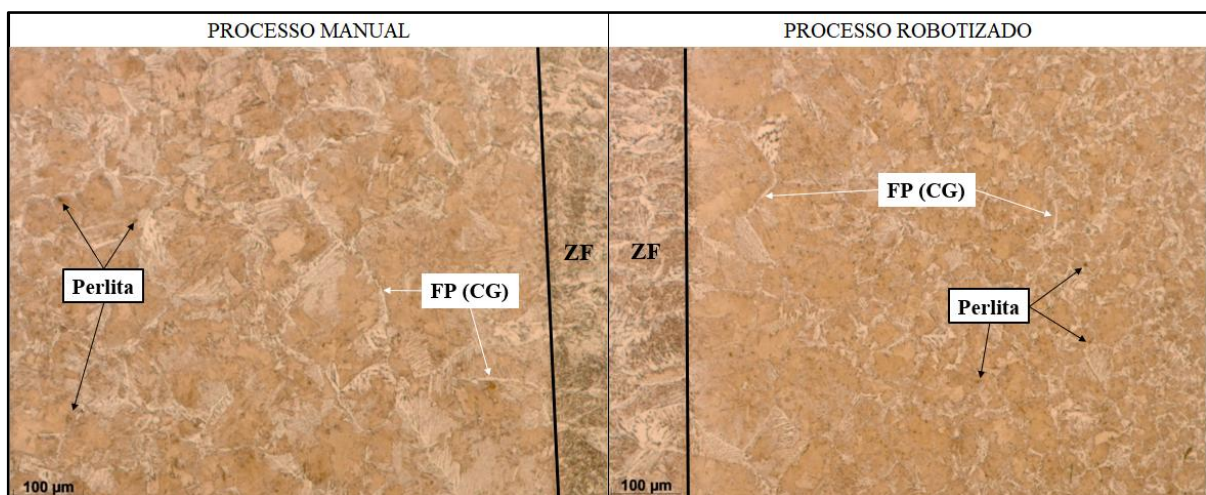 PROCESSO MANUAL
PROCESSO ROBOTIZADO
FP (CG)
ZF
ZF
Perlita
FP (CG)
Perlita
100 µm
100 µm